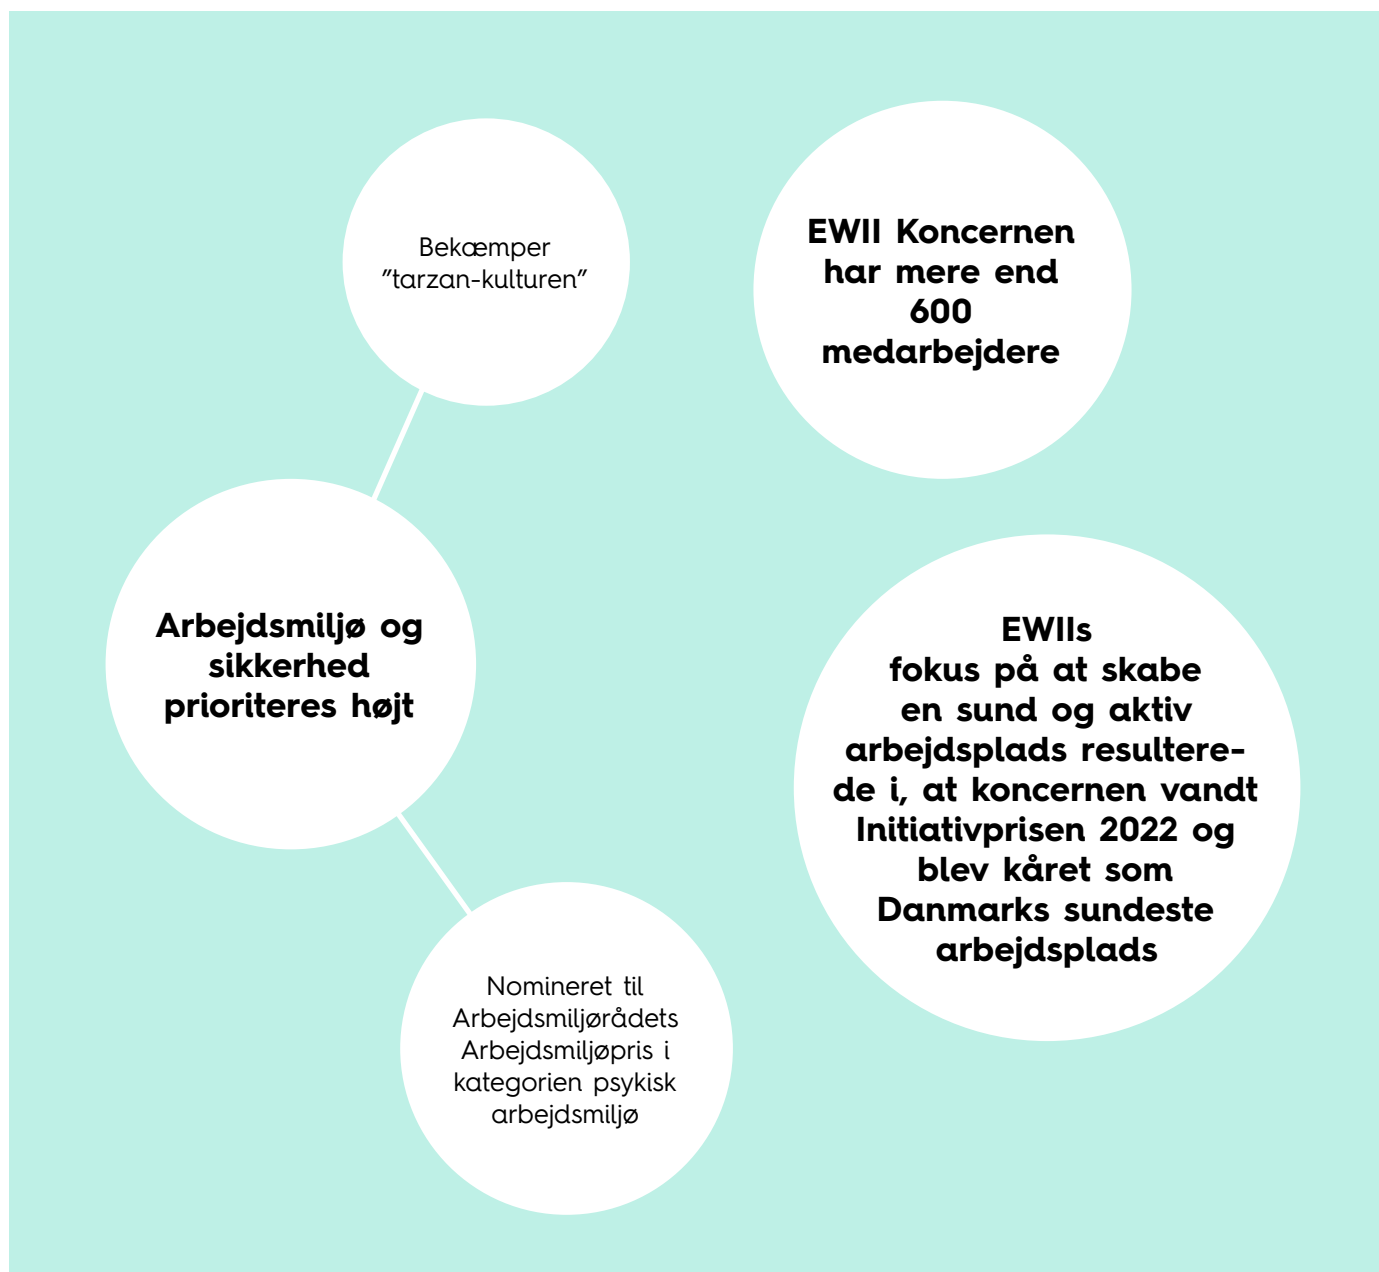 Bekæmper
”tarzan-kulturen”
EWII Koncernen
har mere end
600
medarbejdere
Arbejdsmiljø og
sikkerhed
prioriteres højt
EWIIs
fokus på at skabe
en sund og aktiv
arbejdsplads resultere-
de i, at koncernen vandt
Initiativprisen 2022 og
blev kåret som
Danmarks sundeste
arbejdsplads
Nomineret til
Arbejdsmiljørådets
Arbejdsmiljøpris i
kategorien psykisk
arbejdsmiljø